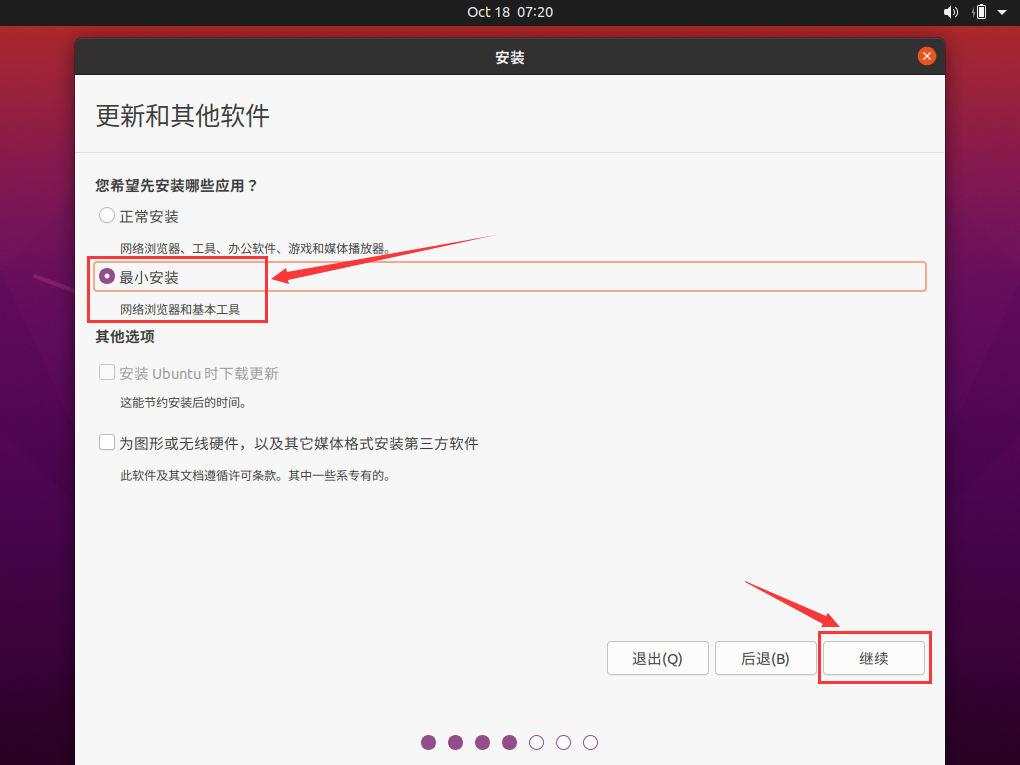 Oct 18 07:20
安装
更新和其他软件
您希望先安装哪些应用？
正常安装
网络浏览器、工具、办公软件、游戏和媒体播放器。
最小安装
网络浏览器和基本工具
其他选项
安装 Ubuntu 时下载更新
这能节约安装后的时间。
为图形或无线硬件，以及其它媒体格式安装第三方软件
此软件及其文档遵循许可条款。其中一些系专有的。
退出(Q) 后退(B) 继续